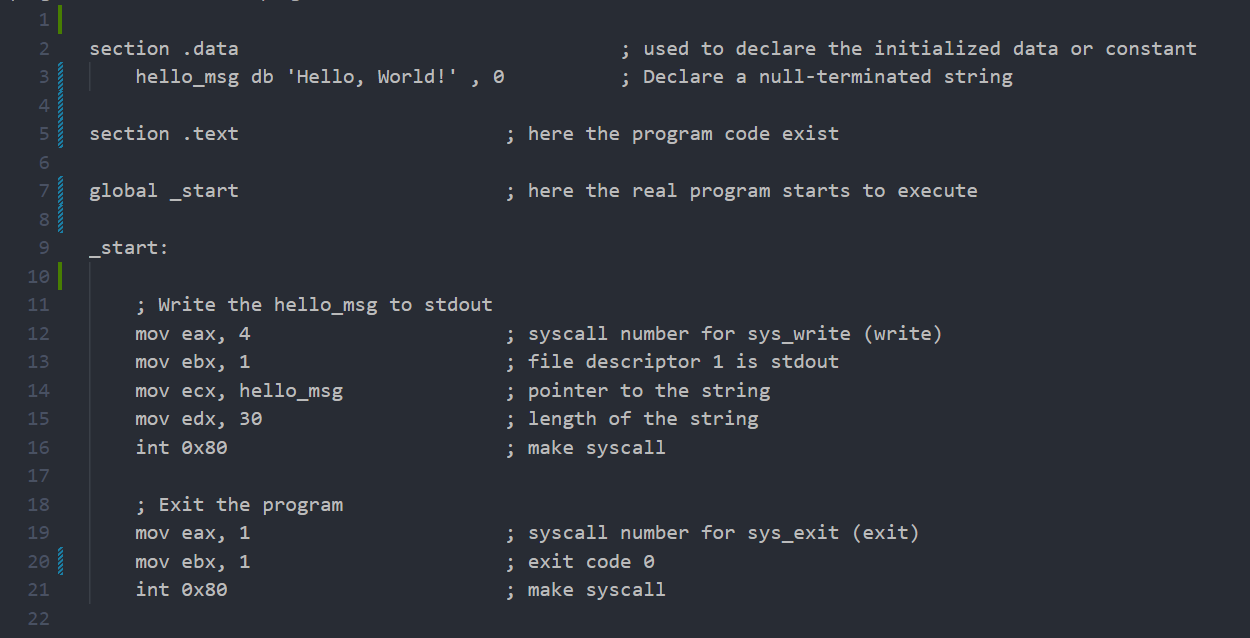 1
2 section .data ; used to declare the initialized data or constant
3 hello_msg db 'Hello, World!' , 0 ; Declare a null-terminated string
4
5 section .text ; here the program code exist
6
7 global _start ; here the real program starts to execute
8
9 _start:
10
11 ; Write the hello_msg to stdout
12 mov eax, 4 ; syscall number for sys_write (write)
13 mov ebx, 1 ; file descriptor 1 is stdout
14 mov ecx, hello_msg ; pointer to the string
15 mov edx, 30 ; length of the string
16 int 0x80 ; make syscall
17
18 ; Exit the program
19 mov eax, 1 ; syscall number for sys_exit (exit)
20 mov ebx, 1 ; exit code 0
21 int 0x80 ; make syscall
22